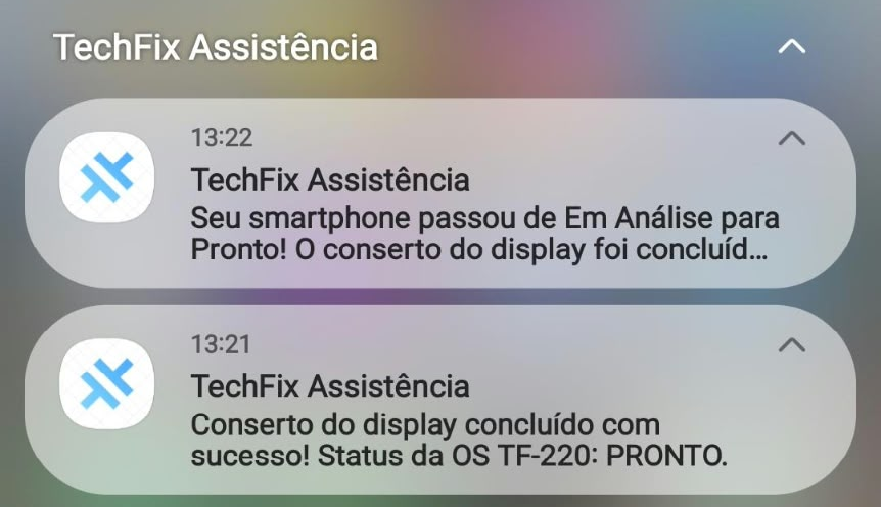 TechFix Assistência
13:22
TechFix Assistência
Seu smartphone passou de Em Análise para
Pronto! O conserto do display foi concluíd...
13:21
TechFix Assistência
Conserto do display concluído com
sucesso! Status da OS TF-220: PRONTO.